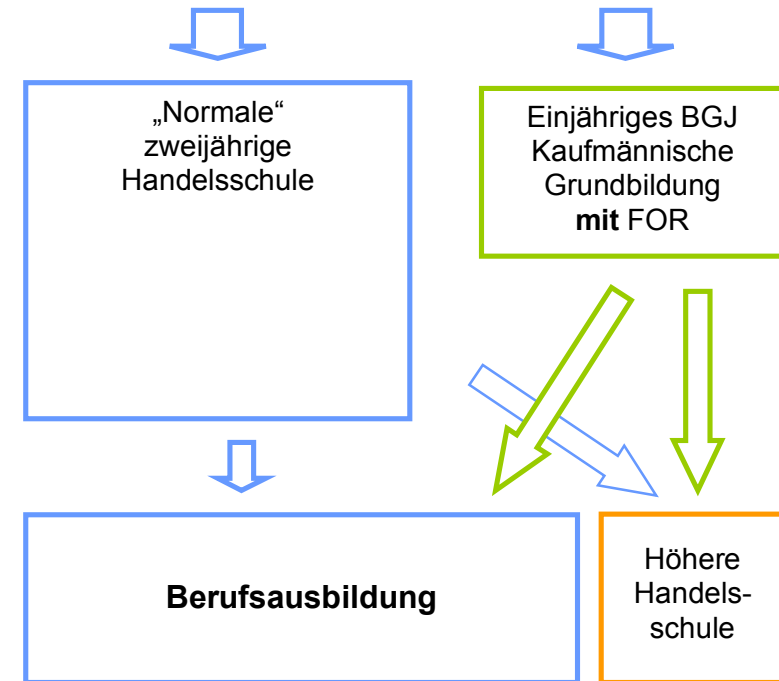 „Normale“
zweijährige
Handelsschule
Einjähriges BGJ
Kaufmännische
Grundbildung
mit FOR
Berufsausbildung
Höhere
Handels-
schule